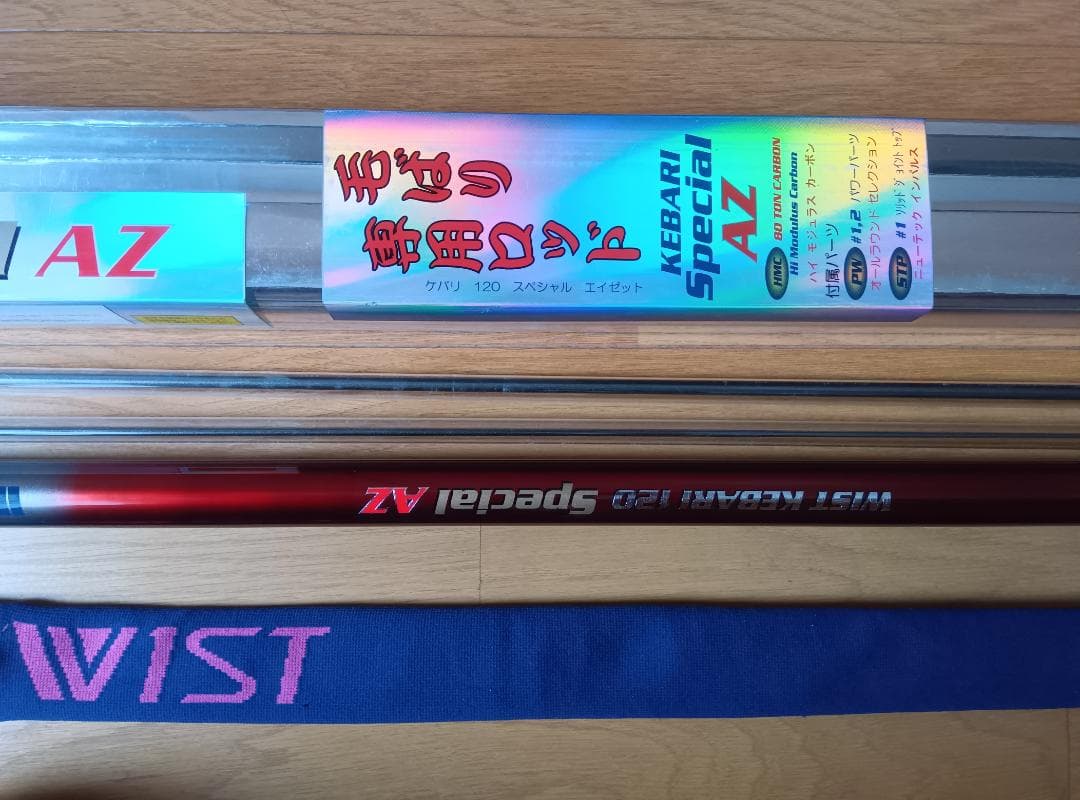 AZ
毛ばり
専用ロッド
ケバリ 120 スペシャル エイゼット
KEBARI
Special
AZ
HMC 80 TON CARBON
Hi Modulus Carbon
ハイ モジュラス カーボン
付属パーツ
PW #1,2 パワーパーツ
オールラウンド セレクション
STP #1 ソリッド ジョイント トップ
ニューテック インパルス
WIST KEBARI 120 Special AZ
WIST